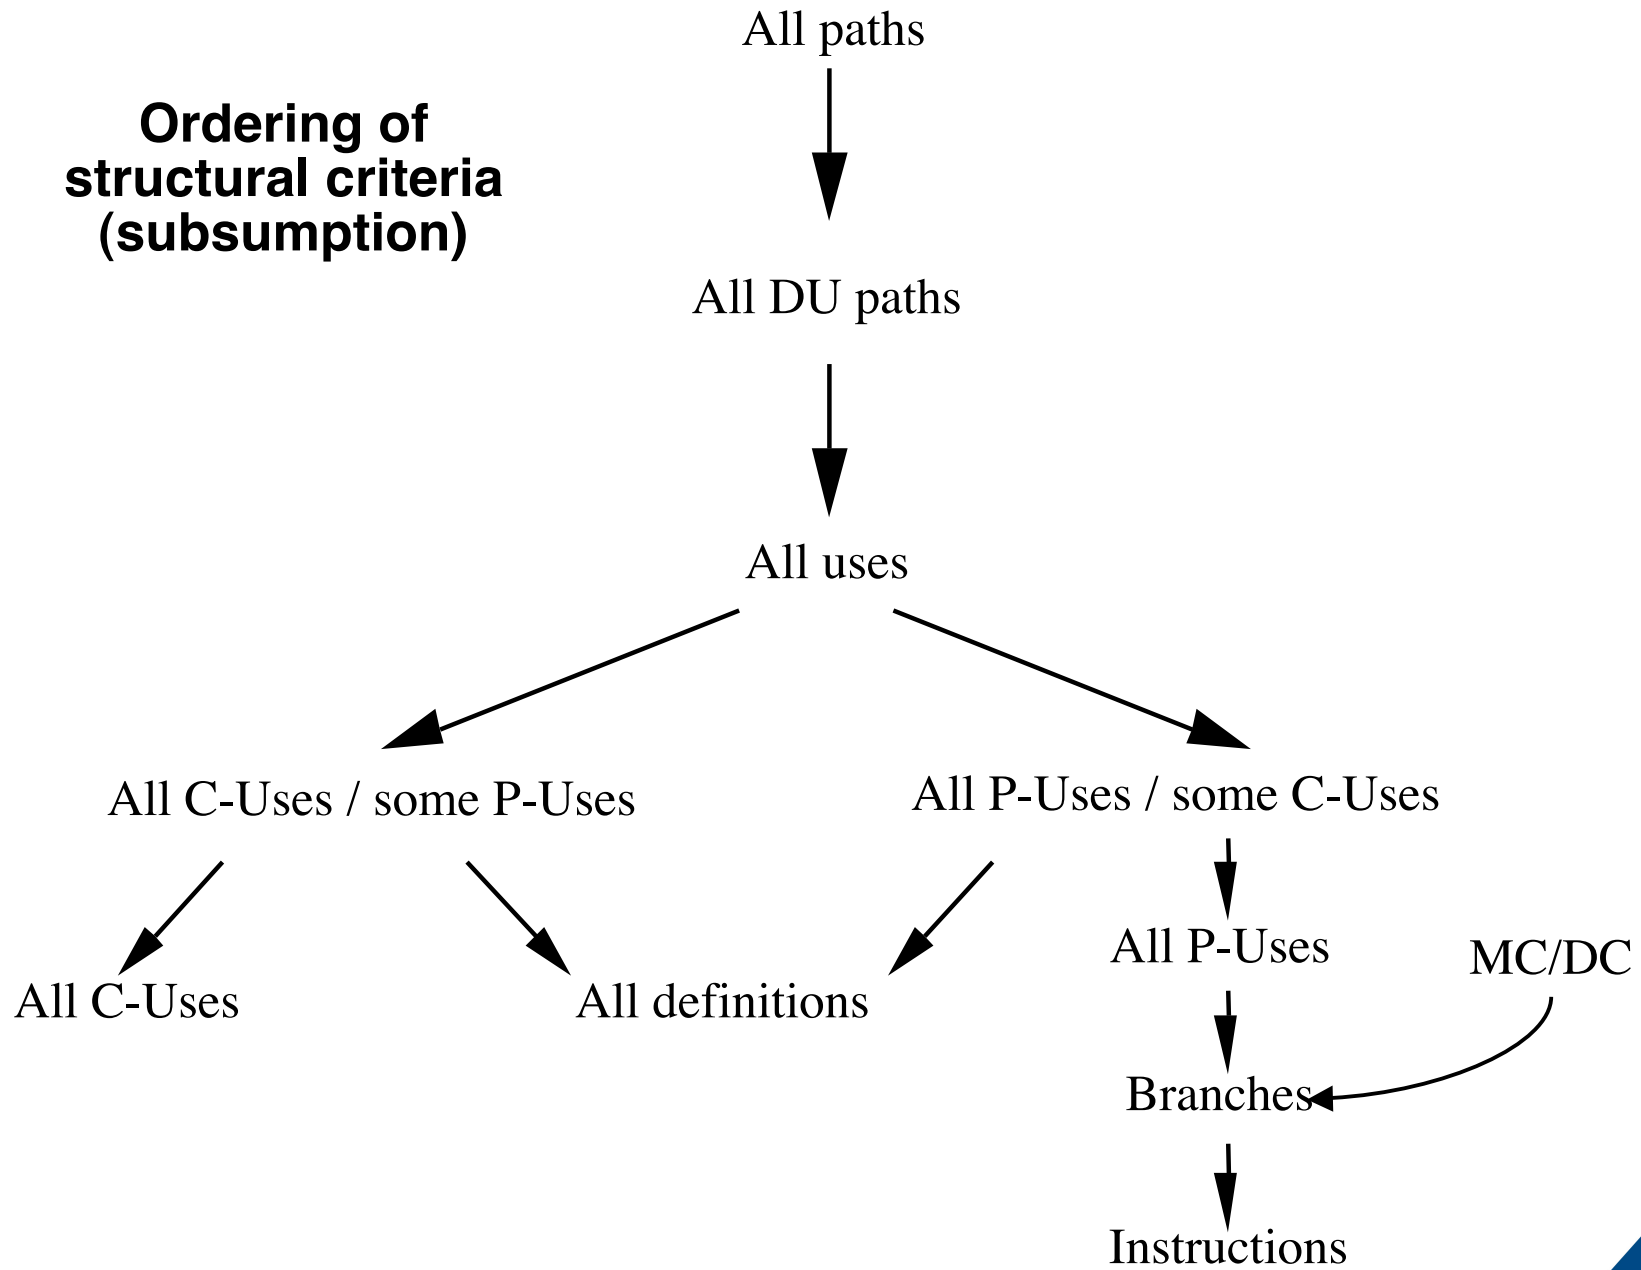 All paths
Ordering of
structural criteria
(subsumption)
All DU paths
All uses
All C-Uses / some P-Uses
All P-Uses / some C-Uses
All P-Uses
MC/DC
All C-Uses
All definitions
Branches
Instructions